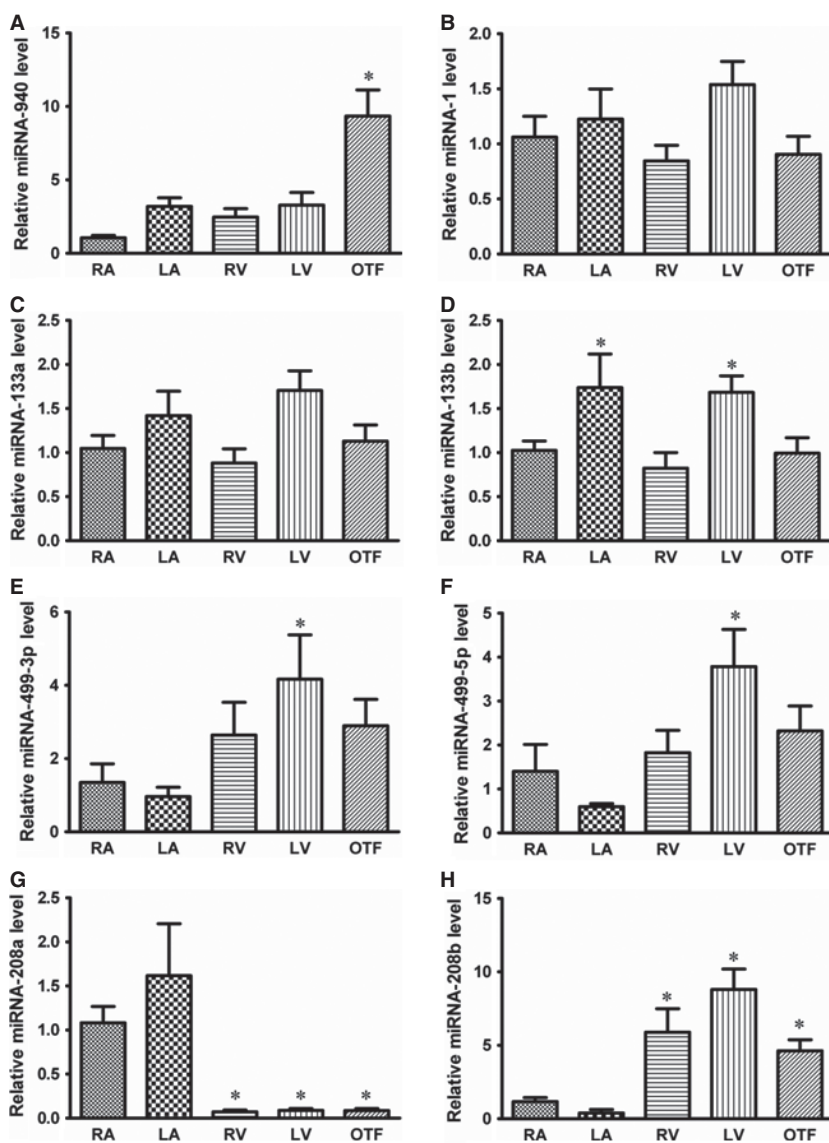 A
Relative miRNA-940 level
15
10
5
0
*
RA LA RV LV OTF
B
Relative miRNA-1 level
2.0
1.5
1.0
0.5
0.0
RA LA RV LV OTF
C
Relative miRNA-133a level
2.5
2.0
1.5
1.0
0.5
0.0
RA LA RV LV OTF
D
Relative miRNA-133b level
2.5
2.0
1.5
1.0
0.5
0.0
* *
RA LA RV LV OTF
E
Relative miRNA-499-3p level
6
4
2
0
*
RA LA RV LV OTF
F
Relative miRNA-499-5p level
5
4
3
2
1
0
*
RA LA RV LV OTF
G
Relative miRNA-208a level
2.5
2.0
1.5
1.0
0.5
0.0
* * *
RA LA RV LV OTF
H
Relative miRNA-208b level
15
10
5
0
* * *
RA LA RV LV OTF